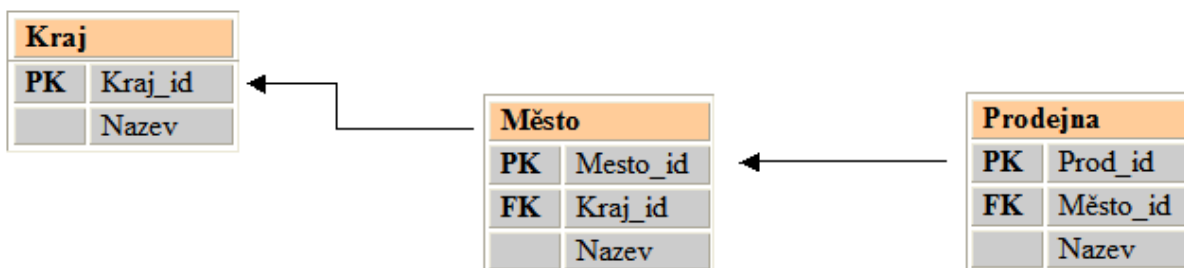 Kraj
PK Kraj_id
Nazev
Město
PK Mesto_id
FK Kraj_id
Nazev
Prodejna
PK Prod_id
FK Město_id
Nazev